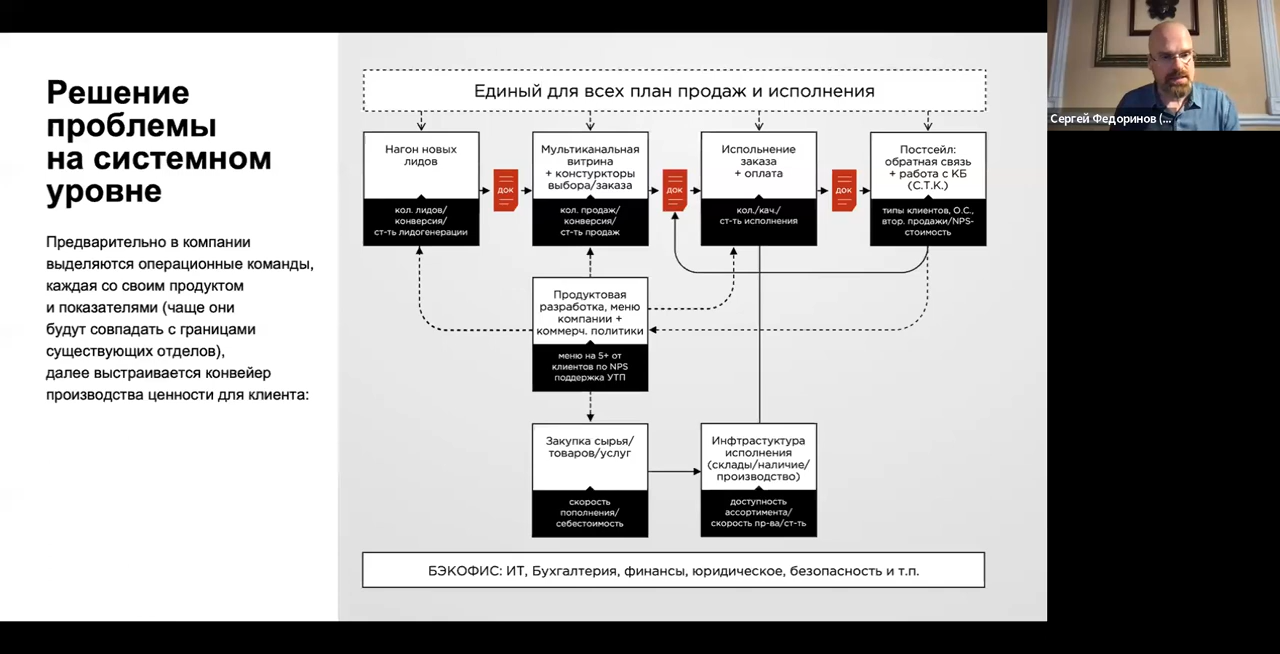 Решение
проблемы
на системном
уровне
Предварительно в компании
выделяются операционные команды,
каждая со своим продуктом
и показателями (чаще они
будут совпадать с границами
существующих отделов),
далее выстраивается конвейер
производства ценности для клиента:
Единый для всех план продаж и исполнения
Нагон новых
лидов
кол. лидов/
конверсия/
ст-ть лидогенерации
док
Мультиканальная
витрина
+ констуркторы
выбора/заказа
кол. продаж/
конверсия/
ст-ть продаж
док
Испольнение
заказа
+ оплата
кол./кач./
ст-ть исполнения
док
Постсейл:
обратная связь
+ работа с КБ
(С.Т.К.)
типы клиентов, О.С.,
втор. продажи/NPS-
стоимость
Продуктовая
разработка, меню
компании +
коммерч. политики
меню на 5+ от
клиентов по NPS
поддержка УТП
Закупка сырья/
товаров/услуг
скорость
пополнения/
себестоимость
Инфтрастуктура
исполнения
(склады/наличие/
производство)
доступность
ассортимента/
скорость пр-ва/ст-ть
БЭКОФИС: ИТ, Бухгалтерия, финансы, юридическое, безопасность и т.п.
Сергей Федоринов (...